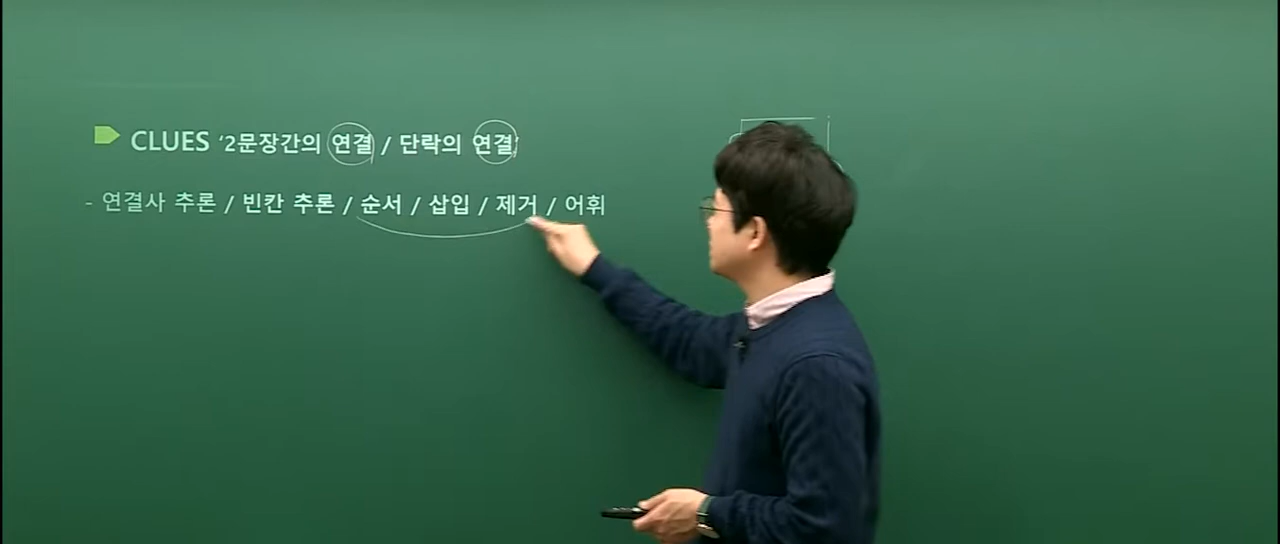 CLUES ‘2문장간의 연결 / 단락의 연결’
- 연결사 추론 / 빈칸 추론 / 순서 / 삽입 / 제거 / 어휘